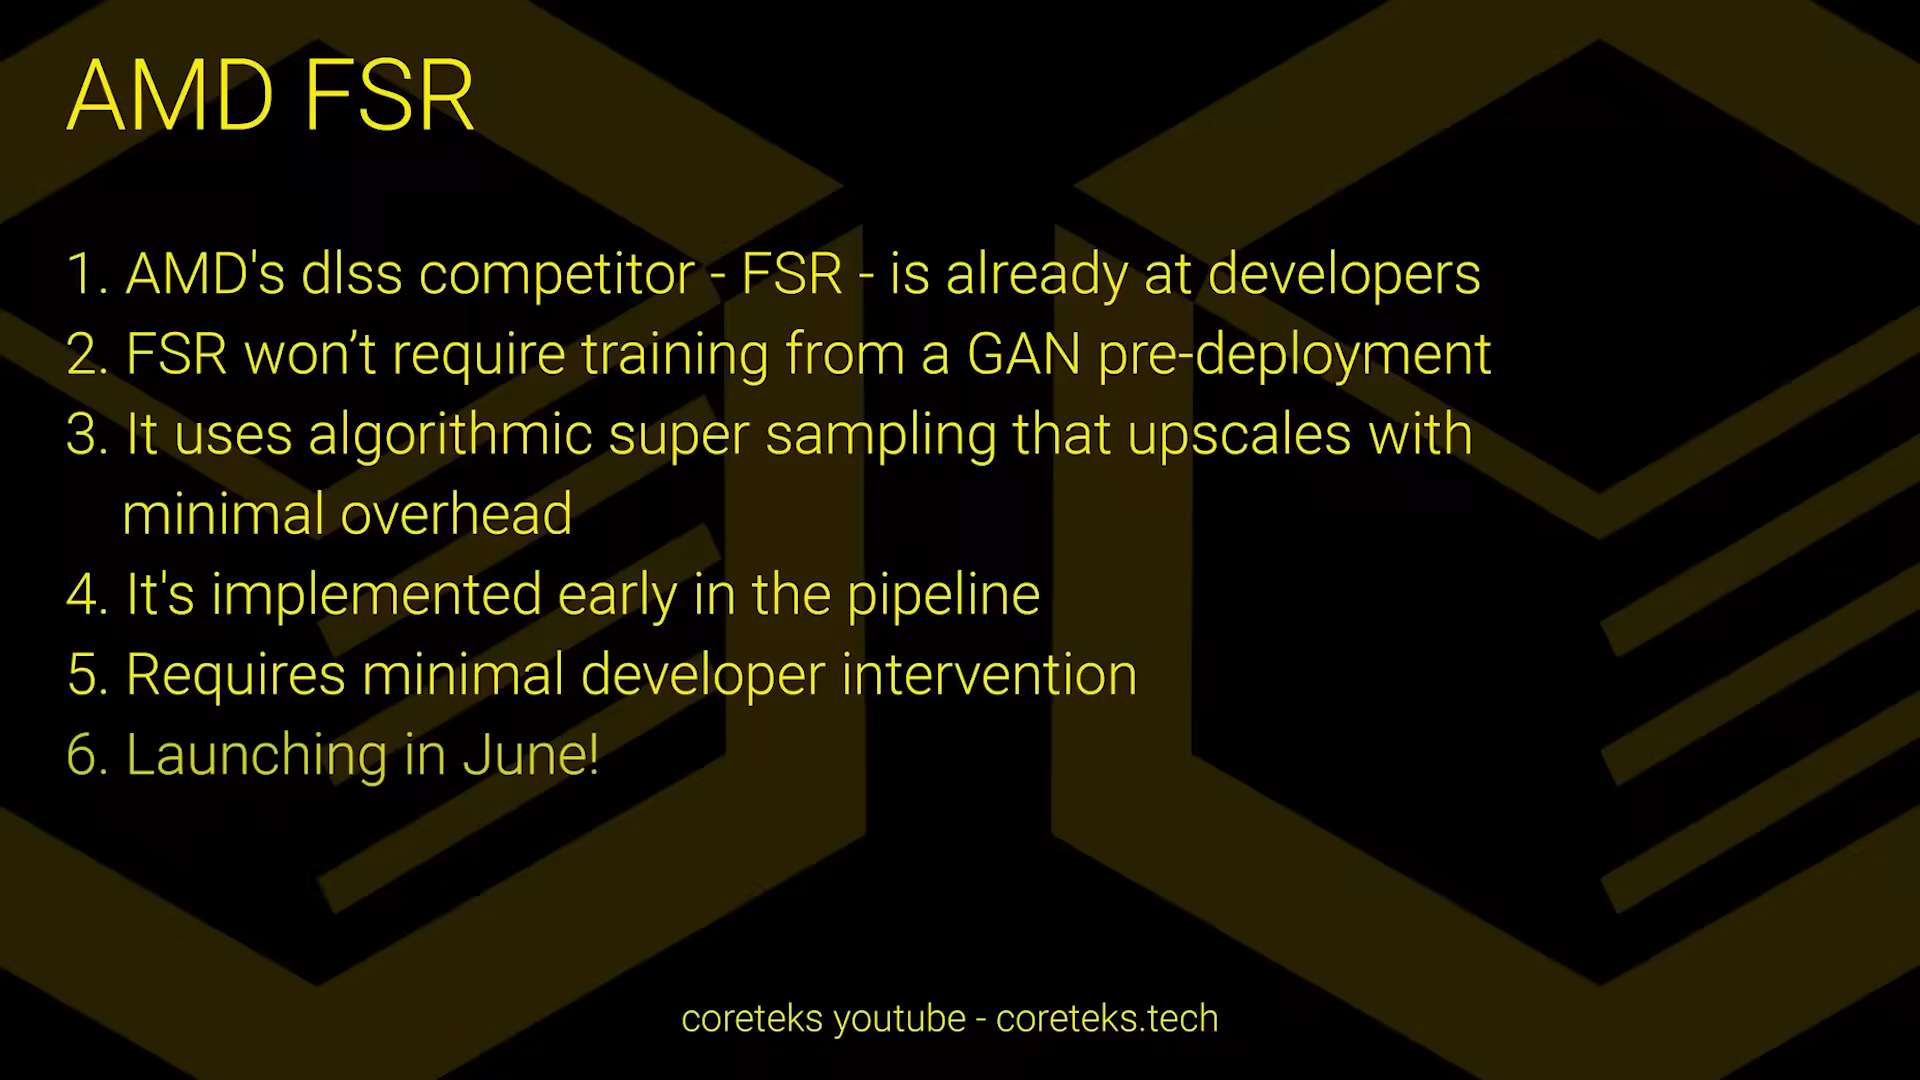 AMD FSR
1. AMD's dlss competitor - FSR - is already at developers
2. FSR won’t require training from a GAN pre-deployment
3. It uses algorithmic super sampling that upscales with
minimal overhead
4. It's implemented early in the pipeline
5. Requires minimal developer intervention
6. Launching in June!
coreteks youtube - coreteks.tech